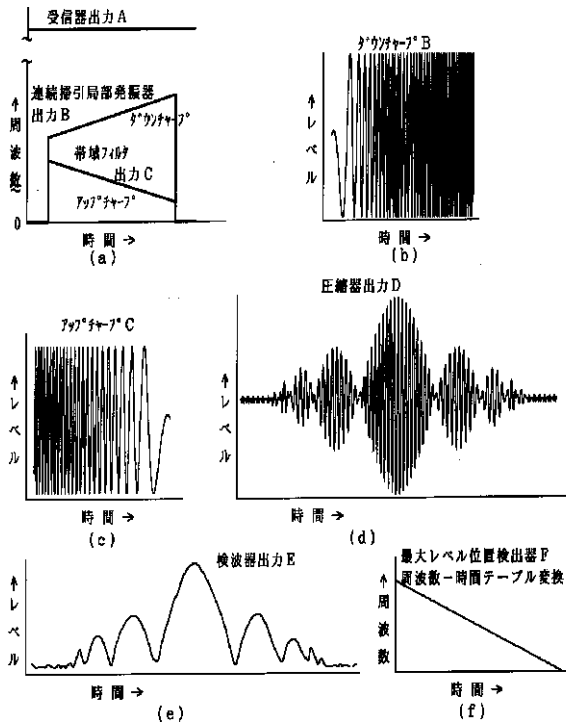 受信器出力A
連続掃引局部発振器
出力B
ﾀﾞｳﾝﾁｬｰﾌﾟ
帯域フィルタ
出力C
ｱｯﾌﾟﾁｬｰﾌﾟ
↑周波数
0
時間→
(a)
ﾀﾞｳﾝﾁｬｰﾌﾟB
↑レベル
時間→
(b)
ｱｯﾌﾟﾁｬｰﾌﾟC
↑レベル
時間→
(c)
圧縮器出力D
↑レベル
時間→
(d)
検波器出力E
↑レベル
時間→
(e)
最大レベル位置検出器F
周波数－時間テーブル変換
↑周波数
時間→
(f)